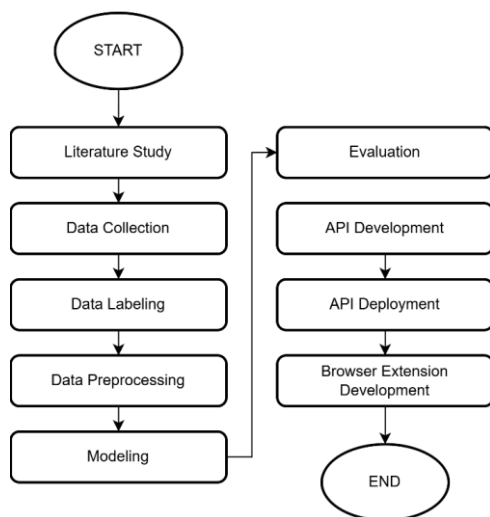 START
Literature Study
Data Collection
Data Labeling
Data Preprocessing
Modeling
Evaluation
API Development
API Deployment
Browser Extension
Development
END